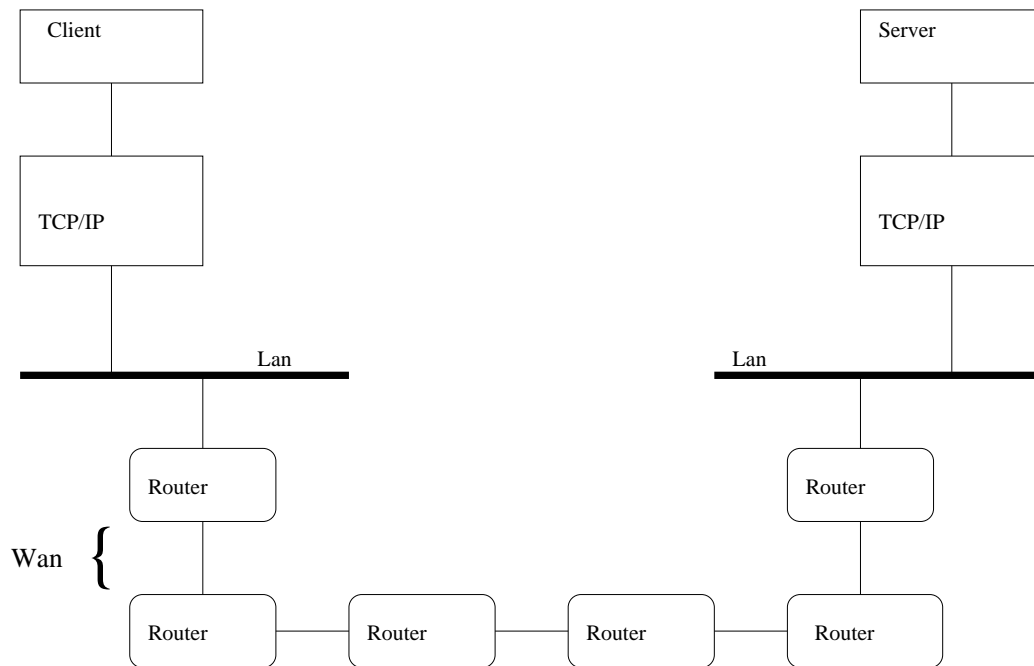 Client
Server
TCP/IP
TCP/IP
Lan
Lan
Router
Router
Wan {
Router
Router
Router
Router